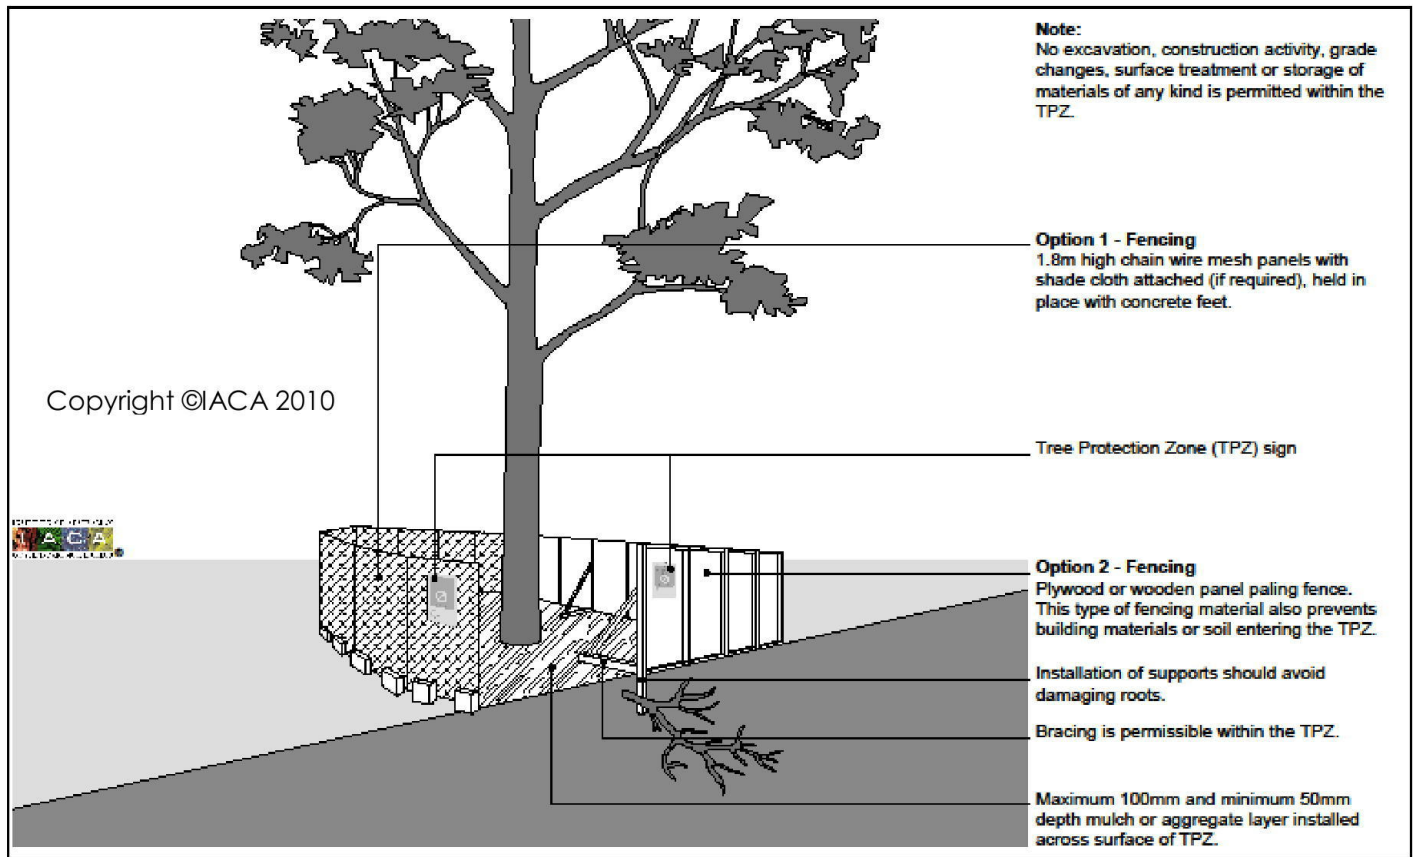 Note:
No excavation, construction activity, grade
changes, surface treatment or storage of
materials of any kind is permitted within the
TPZ.
Option 1 - Fencing
1.8m high chain wire mesh panels with
shade cloth attached (if required), held in
place with concrete feet.
Copyright ©IACA 2010
Tree Protection Zone (TPZ) sign
IACA
Option 2 - Fencing
Plywood or wooden panel paling fence.
This type of fencing material also prevents
building materials or soil entering the TPZ.
Installation of supports should avoid
damaging roots.
Bracing is permissible within the TPZ.
Maximum 100mm and minimum 50mm
depth mulch or aggregate layer installed
across surface of TPZ.